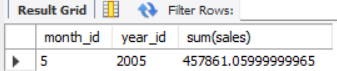 Result Grid Filter Rows:
month_id year_id sum(sales)
5 2005 457861.05999999965